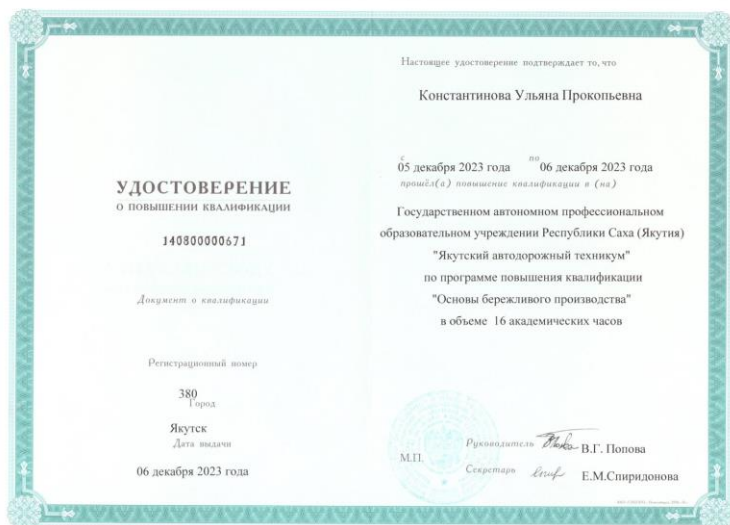 УДОСТОВЕРЕНИЕ
О ПОВЫШЕНИИ КВАЛИФИКАЦИИ
140800000671
Документ о квалификации
Регистрационный номер
380
Город
Якутск
Дата выдачи
06 декабря 2023 года
Настоящее удостоверение подтверждает то, что
Константинова Ульяна Прокопьевна
с 05 декабря 2023 года по 06 декабря 2023 года
прошёл(а) повышение квалификации в (на)
Государственном автономном профессиональном
образовательном учреждении Республики Саха (Якутия)
"Якутский автодорожный техникум"
по программе повышения квалификации
"Основы бережливого производства"
в объеме 16 академических часов
М.П.
Руководитель В.Г. Попова
Секретарь Е.М.Спиридонова